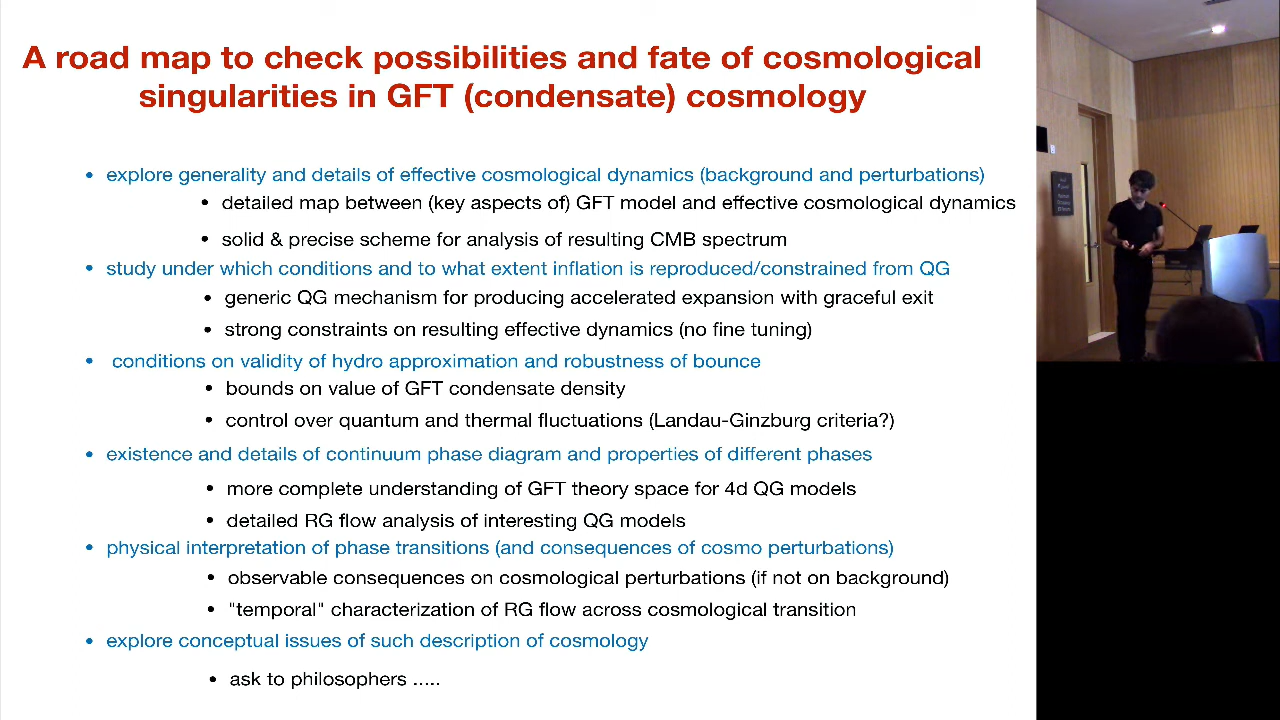 A road map to check possibilities and fate of cosmological
singularities in GFT (condensate) cosmology
• explore generality and details of effective cosmological dynamics (background and perturbations)
• detailed map between (key aspects of) GFT model and effective cosmological dynamics
• solid & precise scheme for analysis of resulting CMB spectrum
• study under which conditions and to what extent inflation is reproduced/constrained from QG
• generic QG mechanism for producing accelerated expansion with graceful exit
• strong constraints on resulting effective dynamics (no fine tuning)
• conditions on validity of hydro approximation and robustness of bounce
• bounds on value of GFT condensate density
• control over quantum and thermal fluctuations (Landau-Ginzburg criteria?)
• existence and details of continuum phase diagram and properties of different phases
• more complete understanding of GFT theory space for 4d QG models
• detailed RG flow analysis of interesting QG models
• physical interpretation of phase transitions (and consequences of cosmo perturbations)
• observable consequences on cosmological perturbations (if not on background)
• "temporal" characterization of RG flow across cosmological transition
• explore conceptual issues of such description of cosmology
• ask to philosophers .....